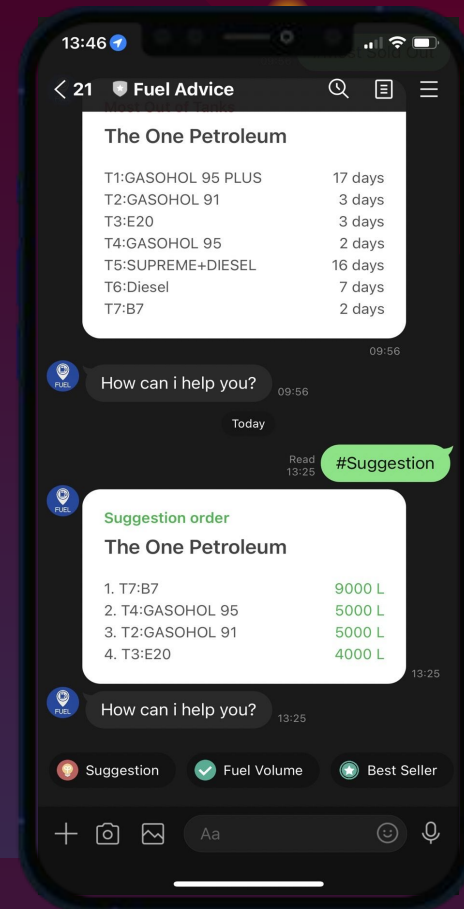 13:46
21 Fuel Advice
Most Out of Tanks
The One Petroleum
T1:GASOHOL 95 PLUS 17 days
T2:GASOHOL 91 3 days
T3:E20 3 days
T4:GASOHOL 95 2 days
T5:SUPREME+DIESEL 16 days
T6:Diesel 7 days
T7:B7 2 days
09:56
FUEL
How can i help you? 09:56
Today
Read
13:25
#Suggestion
FUEL
Suggestion order
The One Petroleum
1. T7:B7 9000 L
2. T4:GASOHOL 95 5000 L
3. T2:GASOHOL 91 5000 L
4. T3:E20 4000 L
13:25
FUEL
How can i help you? 13:25
Suggestion Fuel Volume Best Seller
Aa